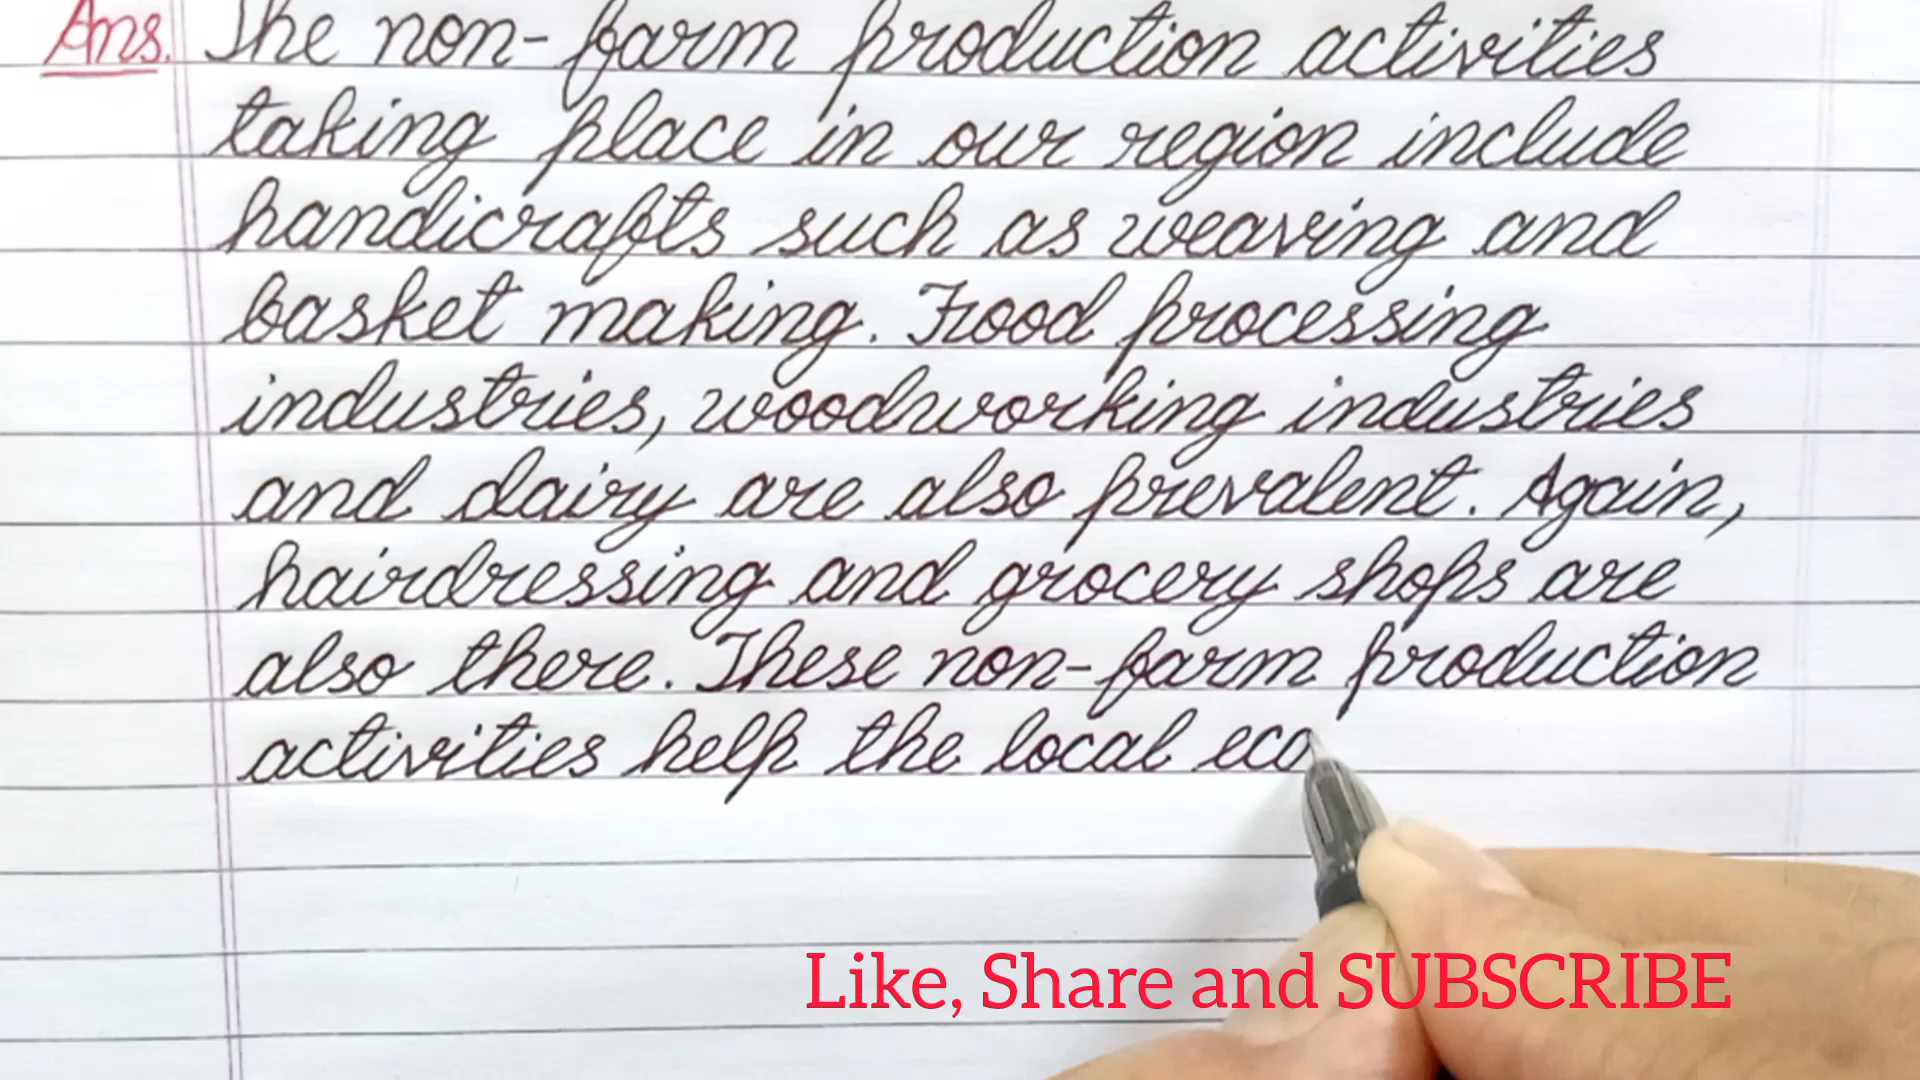 Ans. The non-farm production activities
taking place in our region include
handicrafts such as weaving and
basket making. Food processing
industries, woodworking industries
and dairy are also prevalent. Again,
hairdressing and grocery shops are
also there. These non-farm production
activities help the local eco
Like, Share and SUBSCRIBE